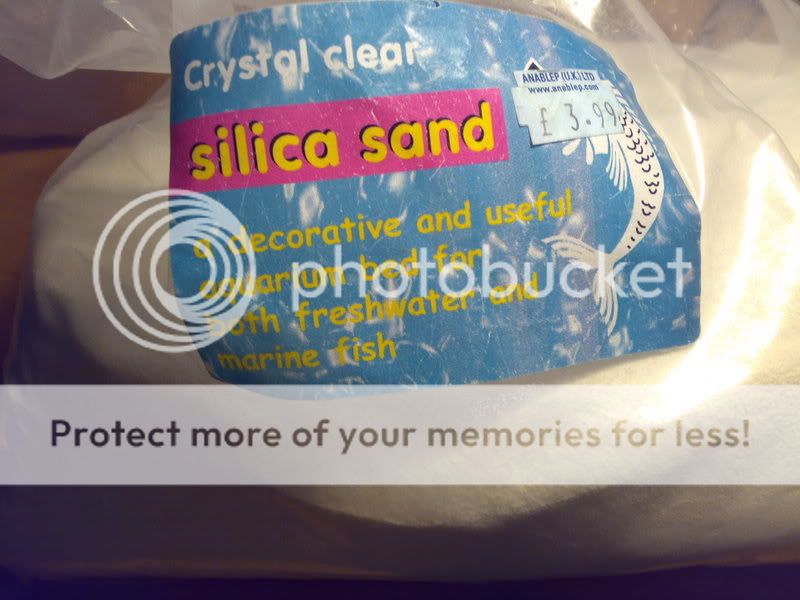 Crystal clear
ANABLEP (U.K) LTD
www.anablep.com
£ 3.99
silica sand
a decorative and useful
aquarium bed for
both freshwater and
marine fish
photobucket
Protect more of your memories for less!